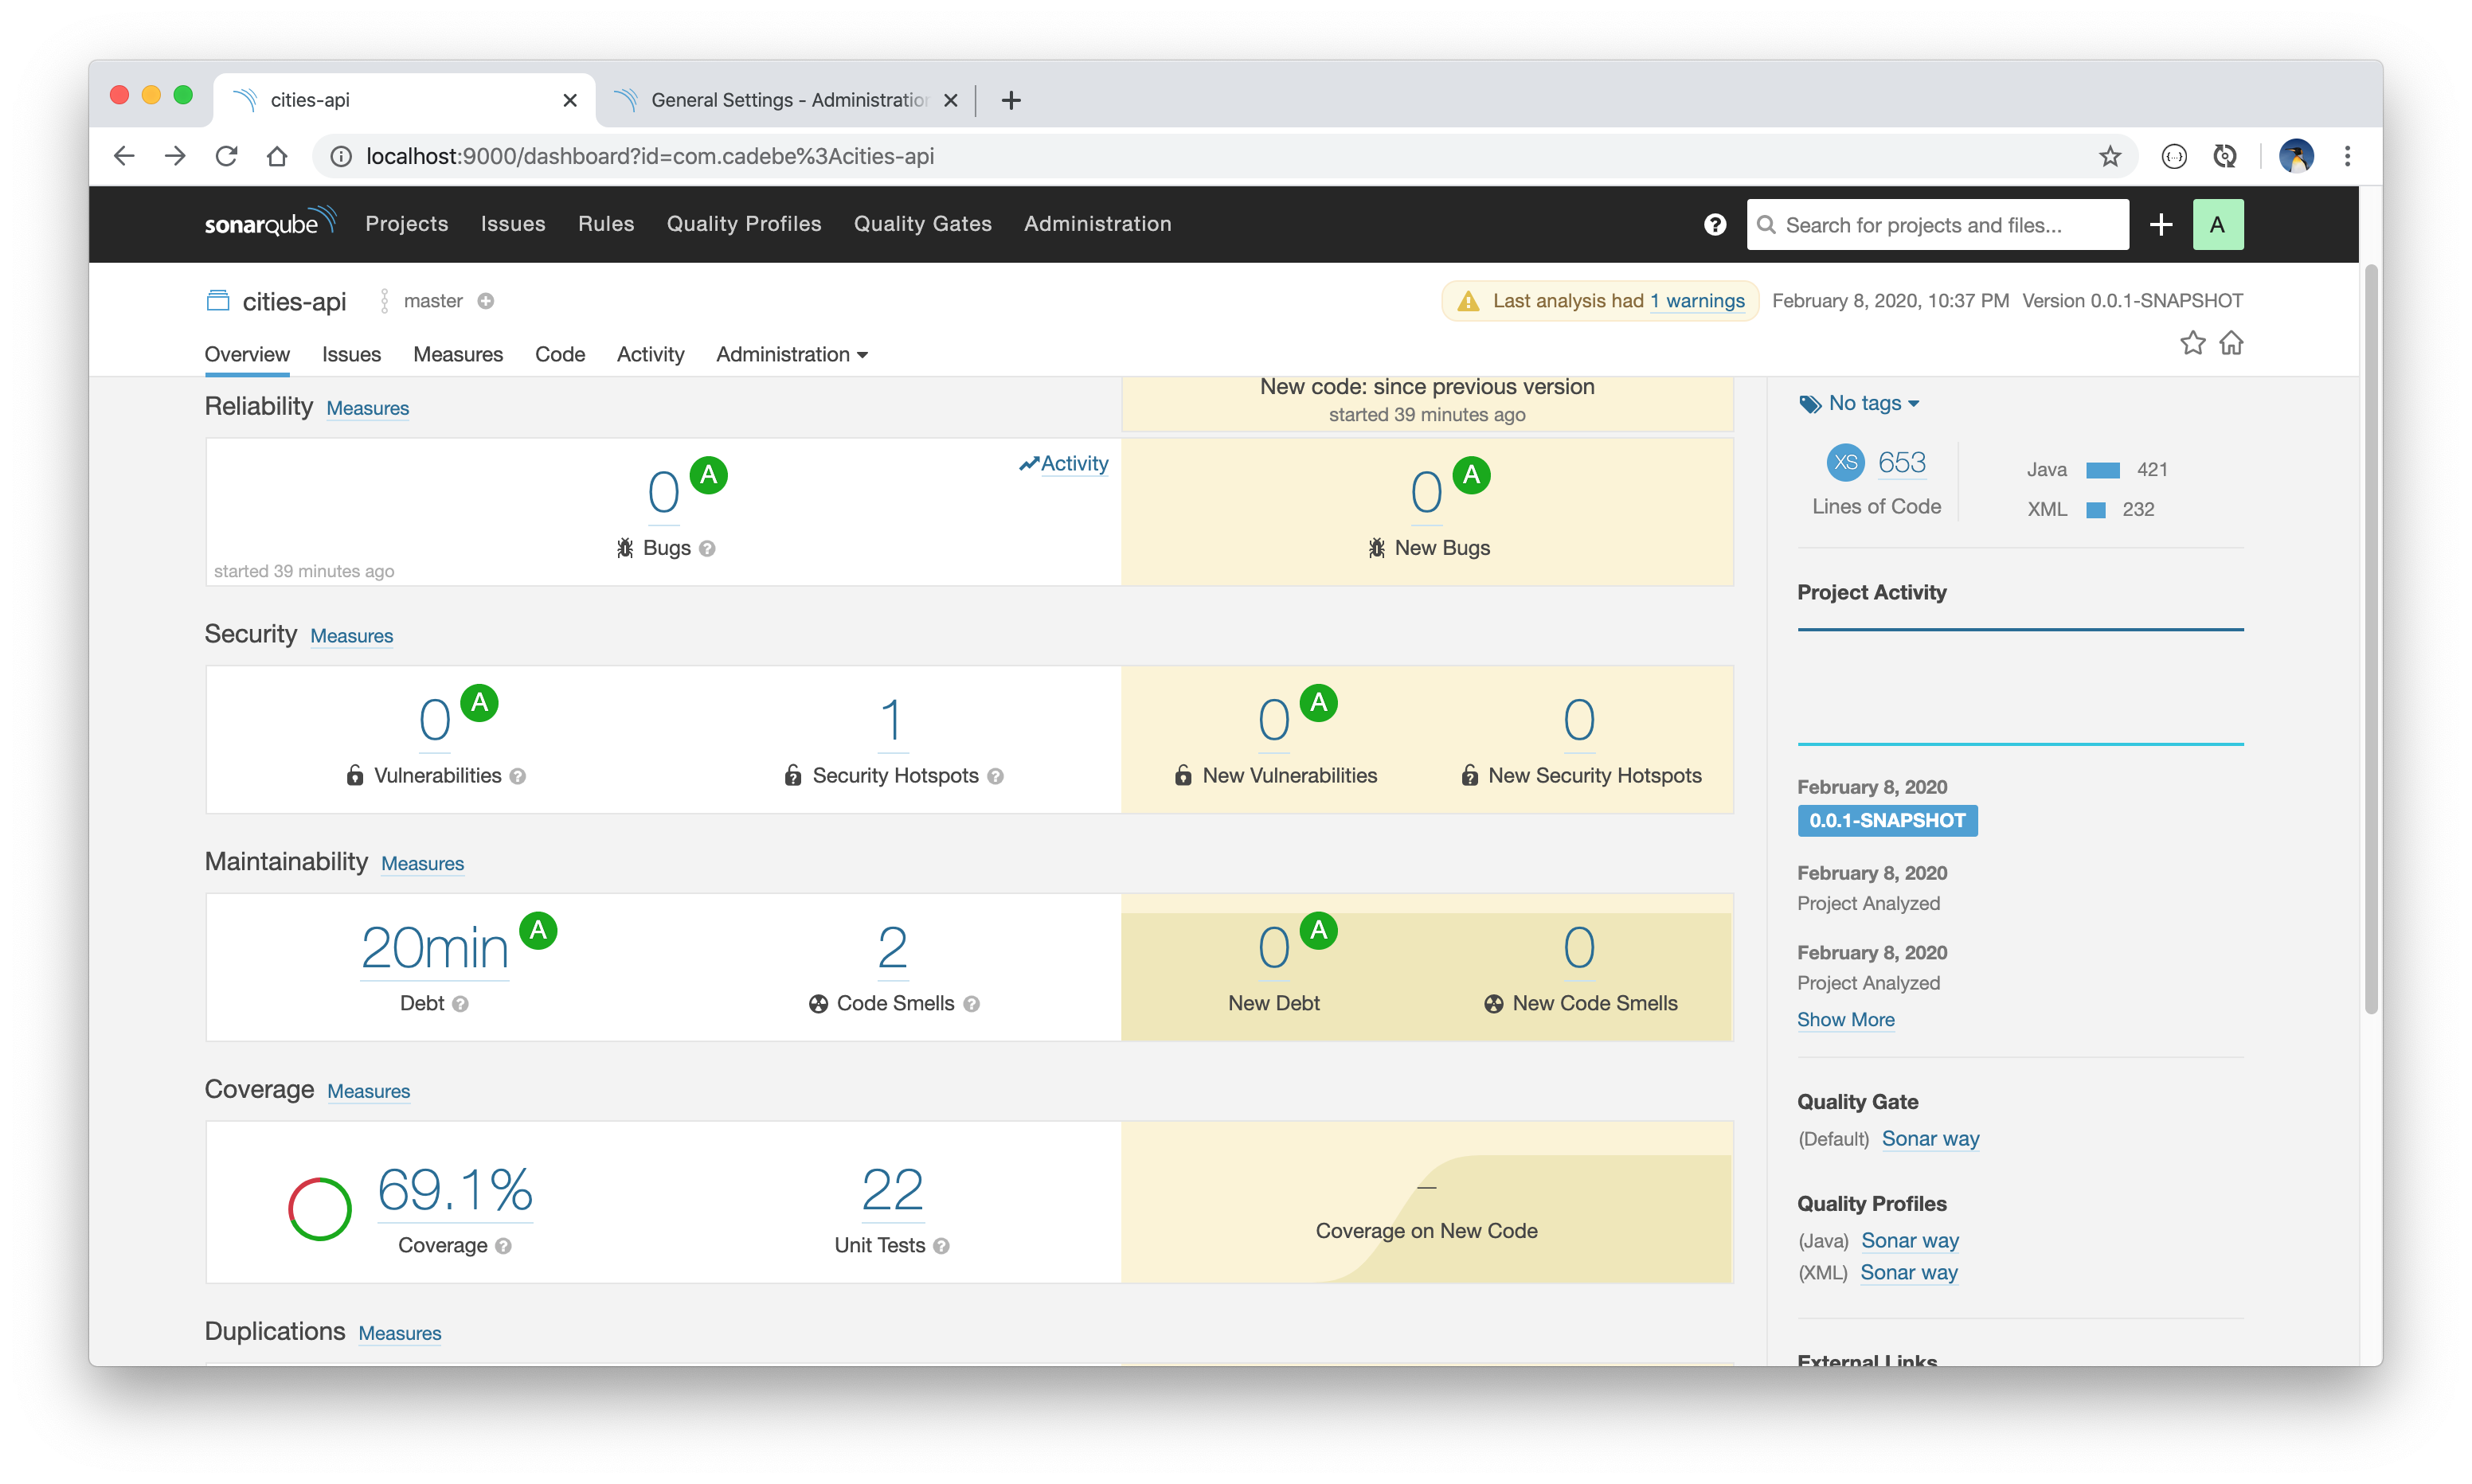 cities-api
General Settings - Administration
localhost:9000/dashboard?id=com.cadebe%3Acities-api
sonarqube Projects Issues Rules Quality Profiles Quality Gates Administration Search for projects and files... A
cities-api master Last analysis had 1 warnings February 8, 2020, 10:37 PM Version 0.0.1-SNAPSHOT
Overview Issues Measures Code Activity Administration
Reliability Measures
New code: since previous version
started 39 minutes ago
0 A
Bugs
Activity
started 39 minutes ago
0 A
New Bugs
Security Measures
0 A
Vulnerabilities
1
Security Hotspots
0 A
New Vulnerabilities
0
New Security Hotspots
Maintainability Measures
20min A
Debt
2
Code Smells
0 A
New Debt
0
New Code Smells
Coverage Measures
69.1%
Coverage
22
Unit Tests
—
Coverage on New Code
Duplications Measures
No tags
XS 653
Lines of Code
Java 421
XML 232
Project Activity
February 8, 2020
0.0.1-SNAPSHOT
February 8, 2020
Project Analyzed
February 8, 2020
Project Analyzed
Show More
Quality Gate
(Default) Sonar way
Quality Profiles
(Java) Sonar way
(XML) Sonar way
External Links